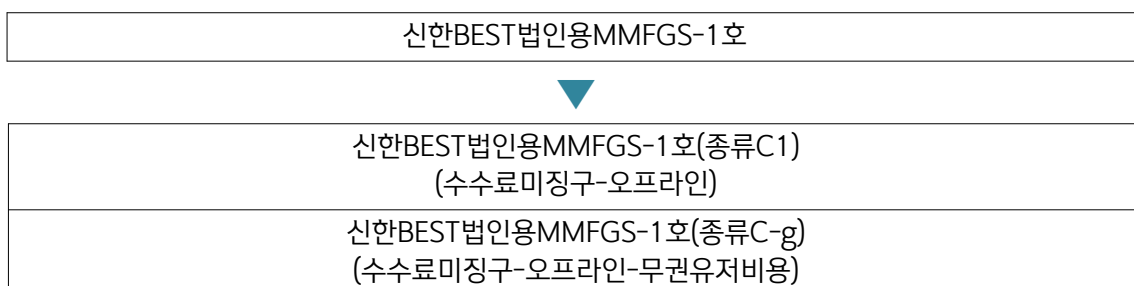 신한BEST법인용MMFGS-1호
신한BEST법인용MMFGS-1호(종류C1)
(수수료미징구-오프라인)
신한BEST법인용MMFGS-1호(종류C-g)
(수수료미징구-오프라인-무권유저비용)